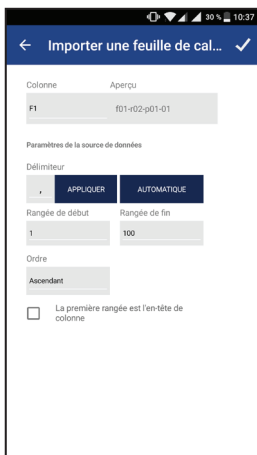 30 % 10:37
Importer une feuille de cal...
Colonne Aperçu
F1 f01-r02-p01-01
Paramètres de la source de données
Délimiteur
, APPLIQUER AUTOMATIQUE
Rangée de début Rangée de fin
1 100
Ordre
Ascendant
La première rangée est l'en-tête de
colonne